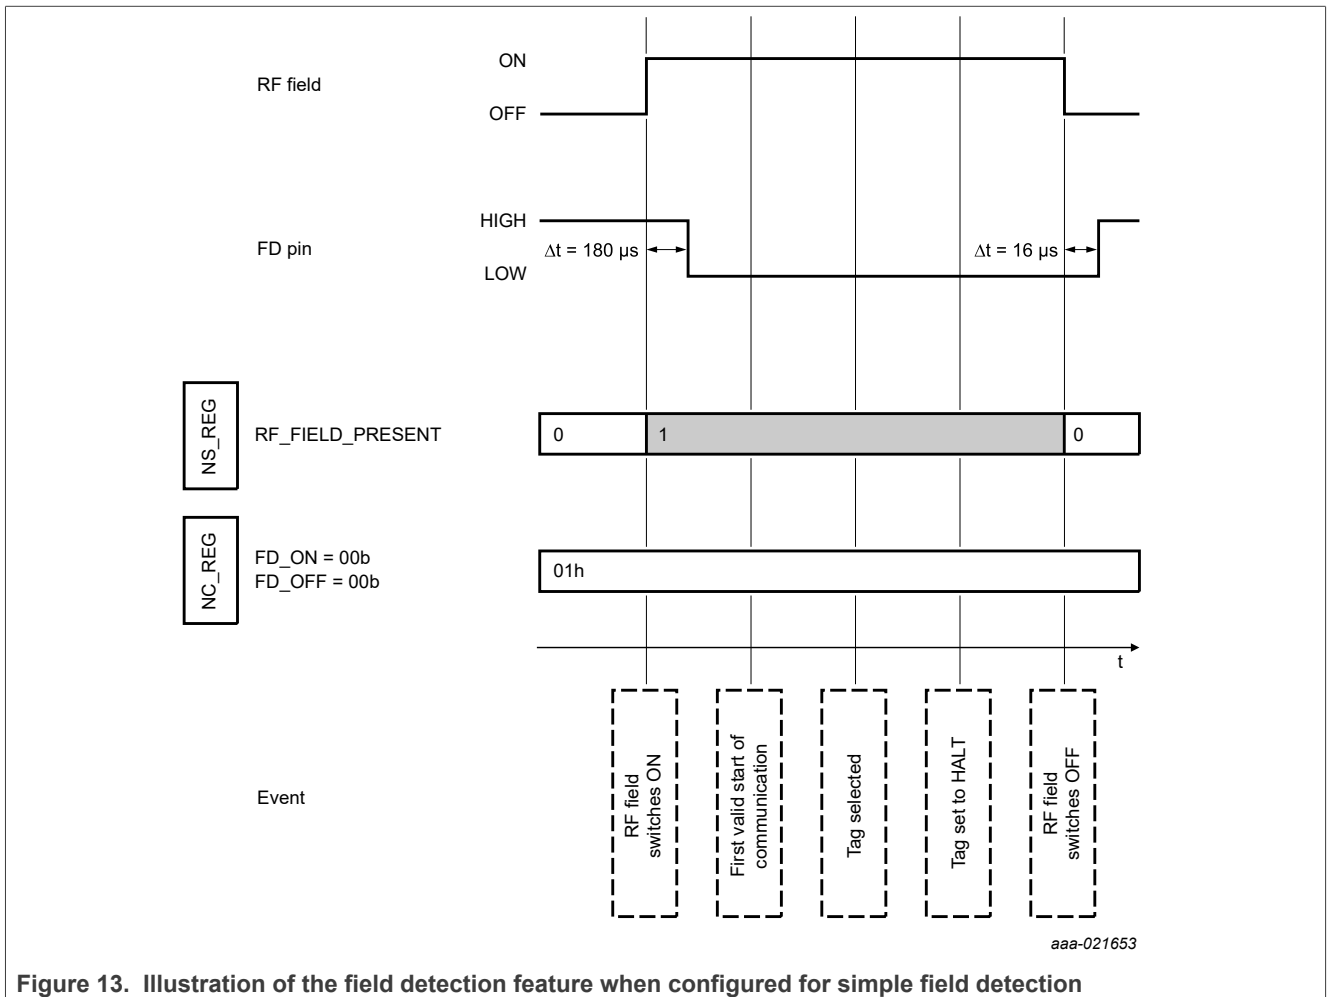 ON
RF field
OFF
HIGH
FD pin
Δt = 180 µs
Δt = 16 µs
LOW
NS_REG
RF_FIELD_PRESENT
0
1
0
NC_REG
FD_ON = 00b
FD_OFF = 00b
01h
t
Event
RF field
switches ON
First valid start of
communication
Tag selected
Tag set to HALT
RF field
switches OFF
aaa-021653
Figure 13. Illustration of the field detection feature when configured for simple field detection